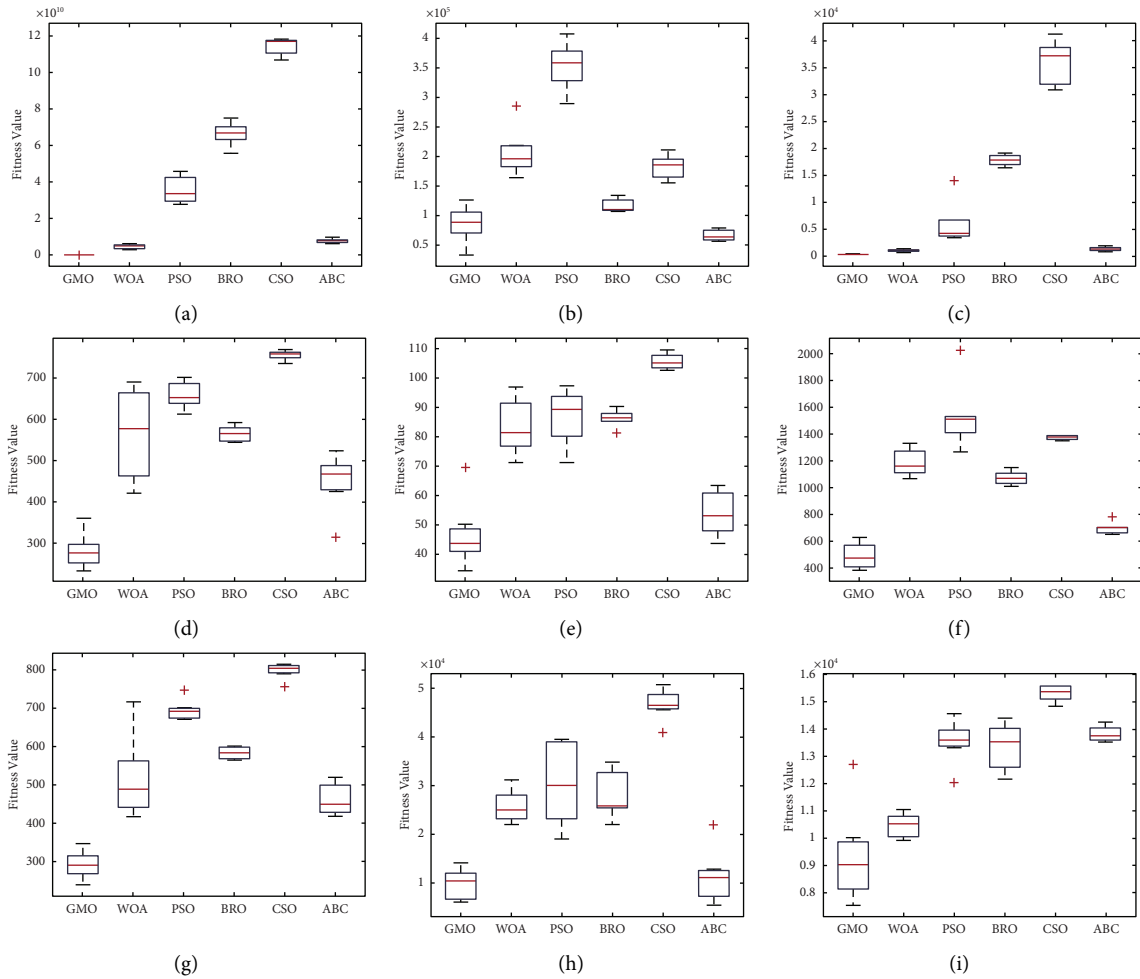 ×10^10
12
10
8
6
4
2
0
Fitness Value
GMO WOA PSO BRO CSO ABC
(a)
×10^5
4
3.5
3
2.5
2
1.5
1
0.5
Fitness Value
GMO WOA PSO BRO CSO ABC
(b)
×10^4
4
3.5
3
2.5
2
1.5
1
0.5
0
Fitness Value
GMO WOA PSO BRO CSO ABC
(c)
700
600
500
400
300
Fitness Value
GMO WOA PSO BRO CSO ABC
(d)
110
100
90
80
70
60
50
40
Fitness Value
GMO WOA PSO BRO CSO ABC
(e)
2000
1800
1600
1400
1200
1000
800
600
400
Fitness Value
GMO WOA PSO BRO CSO ABC
(f)
800
700
600
500
400
300
Fitness Value
GMO WOA PSO BRO CSO ABC
(g)
×10^4
5
4
3
2
1
Fitness Value
GMO WOA PSO BRO CSO ABC
(h)
×10^4
1.6
1.5
1.4
1.3
1.2
1.1
1
0.9
0.8
Fitness Value
GMO WOA PSO BRO CSO ABC
(i)